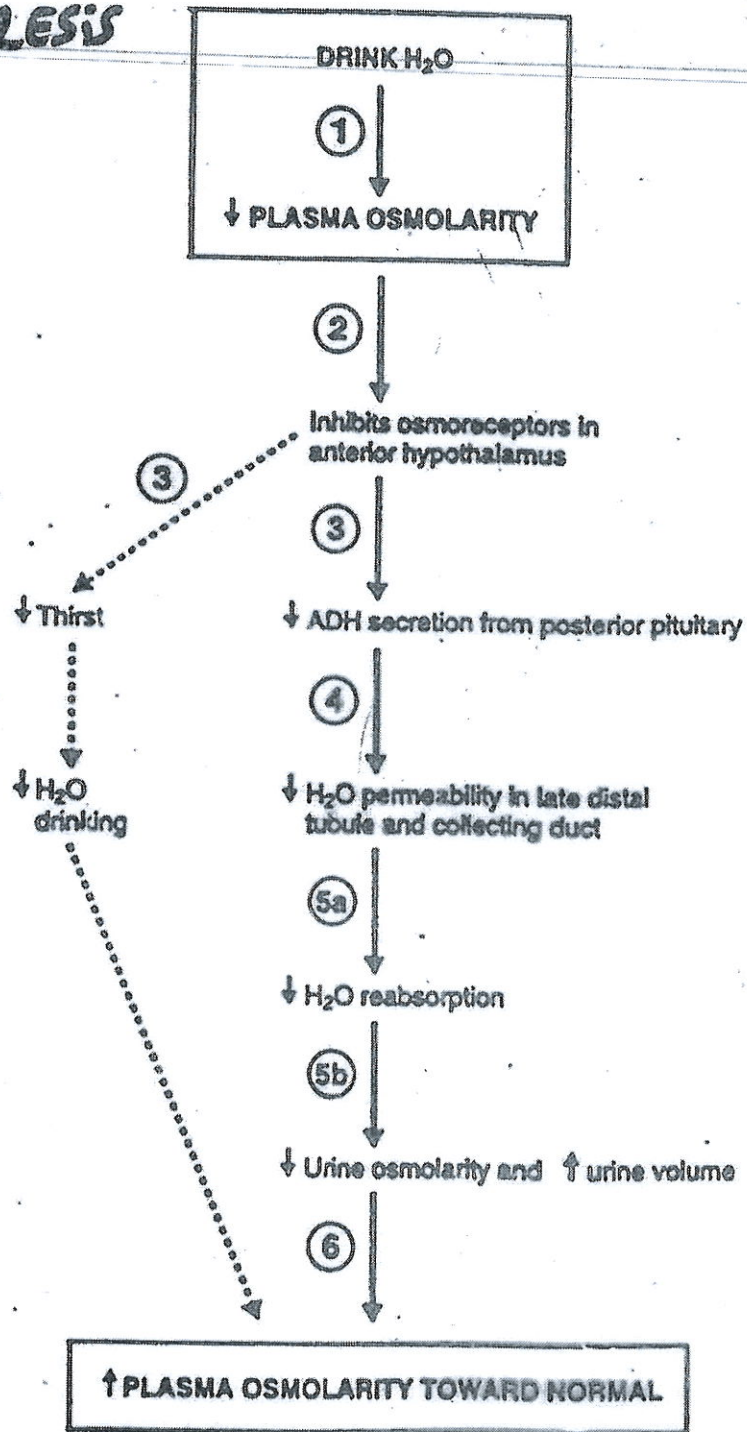 LESIS
DRINK H₂O
1
↓ PLASMA OSMOLARITY
2
Inhibits osmoreceptors in
anterior hypothalamus
3
3
↓ Thirst
↓ ADH secretion from posterior pituitary
4
↓ H₂O
drinking
↓ H₂O permeability in late distal
tubule and collecting duct
5a
↓ H₂O reabsorption
5b
↓ Urine osmolarity and ↑ urine volume
6
↑ PLASMA OSMOLARITY TOWARD NORMAL